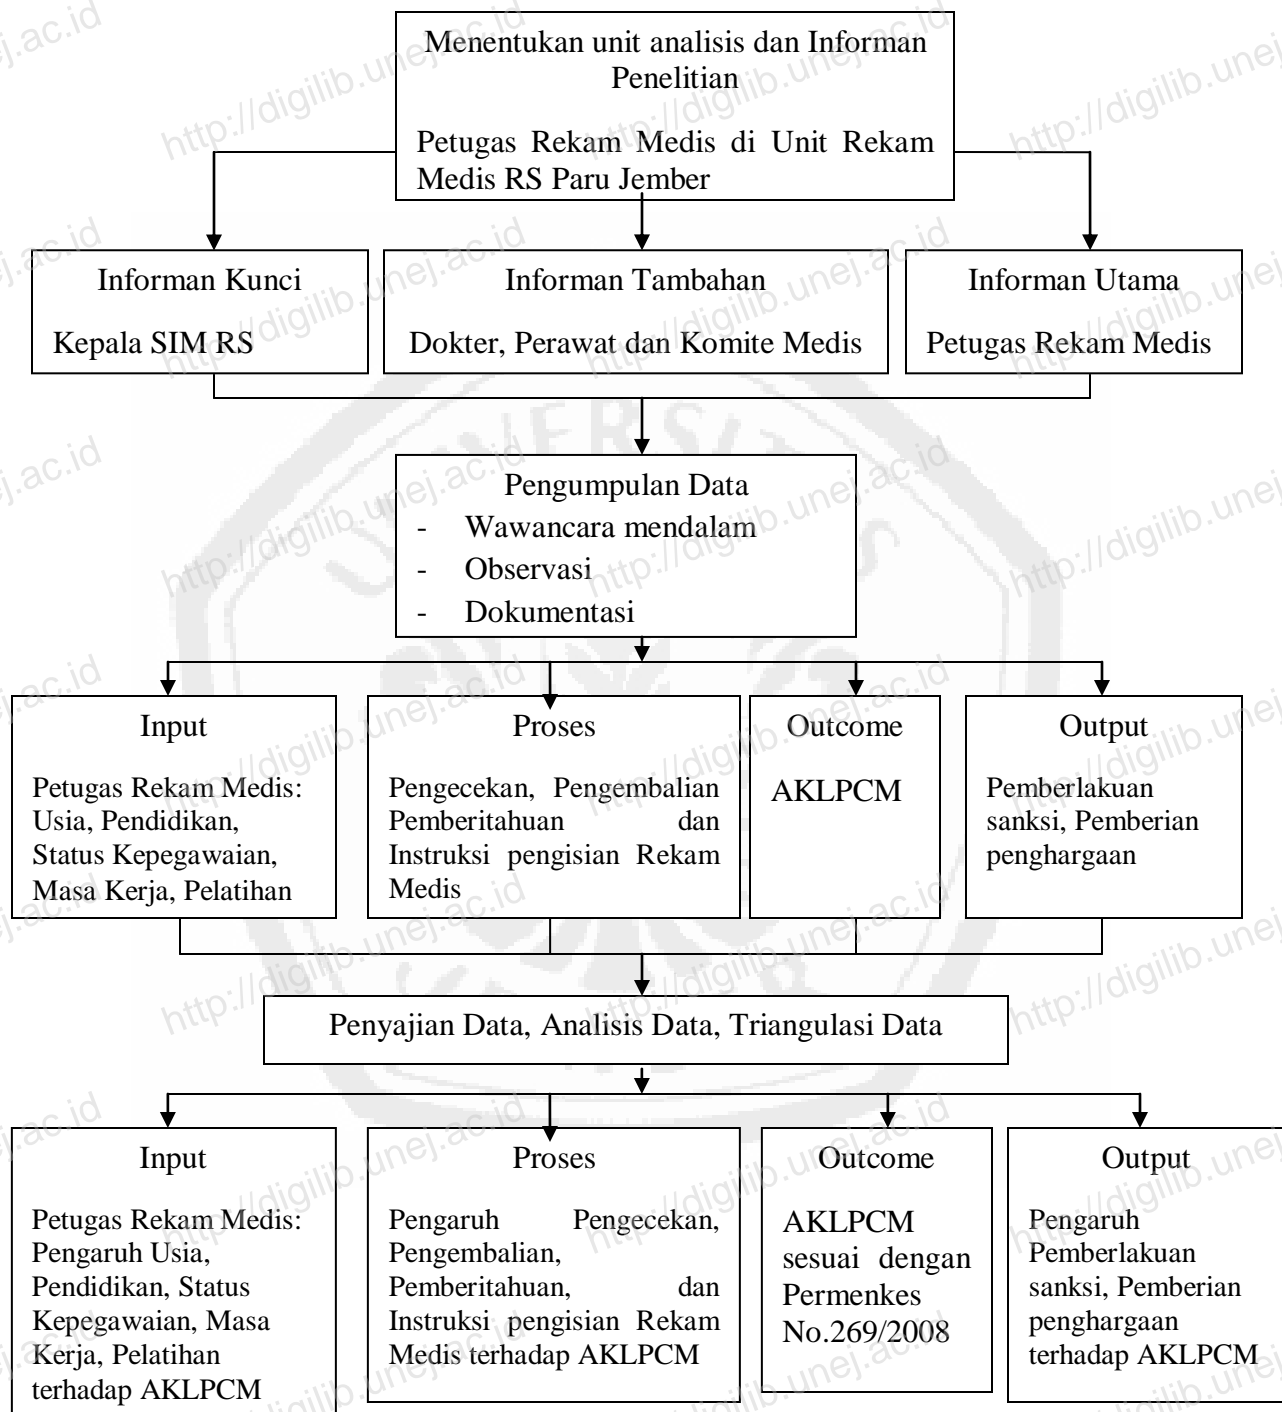 Menentukan unit analisis dan Informan
Penelitian
Petugas Rekam Medis di Unit Rekam
Medis RS Paru Jember
Informan Kunci
Kepala SIM RS
Informan Tambahan
Dokter, Perawat dan Komite Medis
Informan Utama
Petugas Rekam Medis
Pengumpulan Data
- Wawancara mendalam
- Observasi
- Dokumentasi
Input
Petugas Rekam Medis:
Usia, Pendidikan,
Status Kepegawaian,
Masa Kerja, Pelatihan
Proses
Pengecekan, Pengembalian
Pemberitahuan dan
Instruksi pengisian Rekam
Medis
Outcome
AKLPCM
Output
Pemberlakuan
sanksi, Pemberian
penghargaan
Penyajian Data, Analisis Data, Triangulasi Data
Input
Petugas Rekam Medis:
Pengaruh Usia,
Pendidikan, Status
Kepegawaian, Masa
Kerja, Pelatihan
terhadap AKLPCM
Proses
Pengaruh Pengecekan,
Pengembalian,
Pemberitahuan, dan
Instruksi pengisian Rekam
Medis terhadap AKLPCM
Outcome
AKLPCM
sesuai dengan
Permenkes
No.269/2008
Output
Pengaruh
Pemberlakuan
sanksi, Pemberian
penghargaan
terhadap AKLPCM
http://digilib.unej.ac.id
UNIVERSITAS